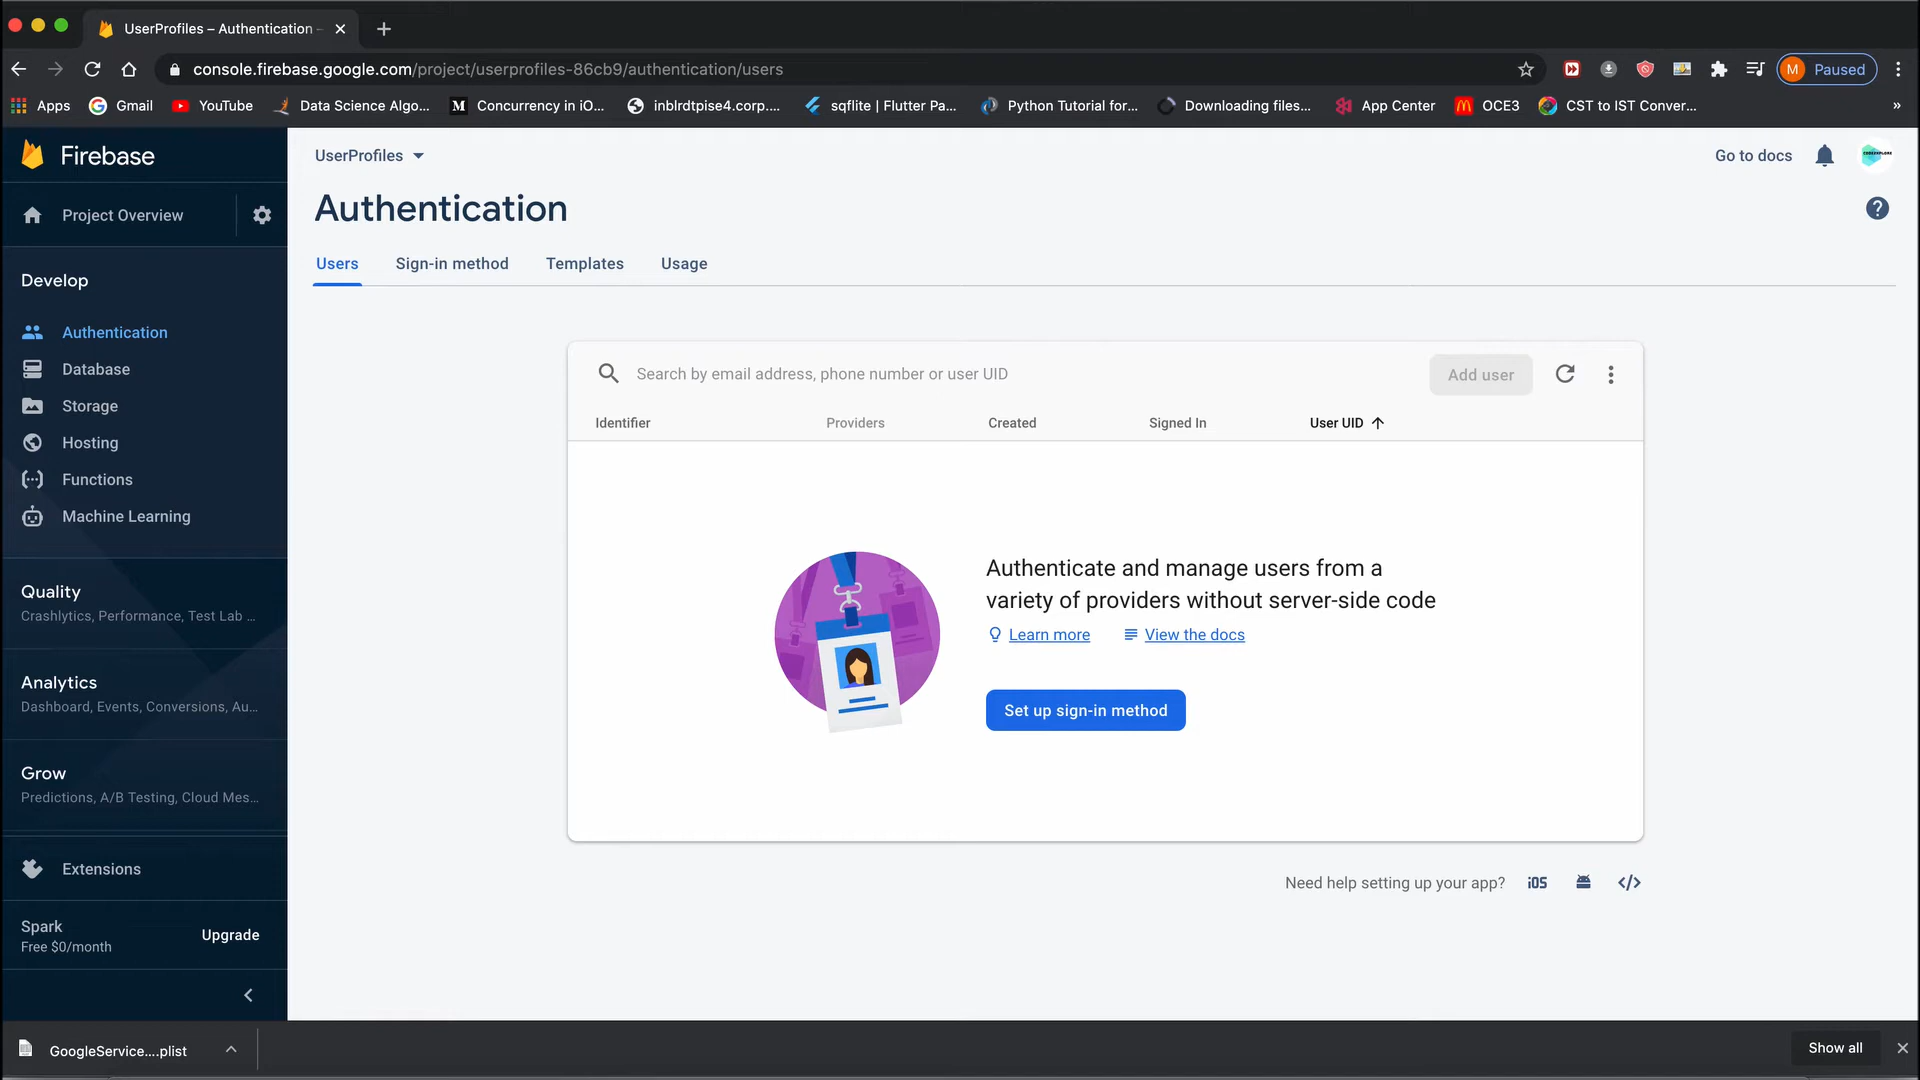 UserProfiles – Authentication –
console.firebase.google.com/project/userprofiles-86cb9/authentication/users
M Paused
Apps Gmail YouTube Data Science Algo... Concurrency in iO... inblrdtpise4.corp.... sqflite | Flutter Pa... Python Tutorial for... Downloading files... App Center OCE3 CST to IST Conver... »
Firebase
UserProfiles
Go to docs
Project Overview
Authentication
Users Sign-in method Templates Usage
Develop
Authentication
Database
Storage
Hosting
Functions
Machine Learning
Quality
Crashlytics, Performance, Test Lab ...
Analytics
Dashboard, Events, Conversions, Au...
Grow
Predictions, A/B Testing, Cloud Mes...
Extensions
Spark
Free $0/month
Upgrade
Search by email address, phone number or user UID
Add user
Identifier Providers Created Signed In User UID
Authenticate and manage users from a
variety of providers without server-side code
Learn more View the docs
Set up sign-in method
Need help setting up your app? iOS </>
GoogleService....plist
Show all